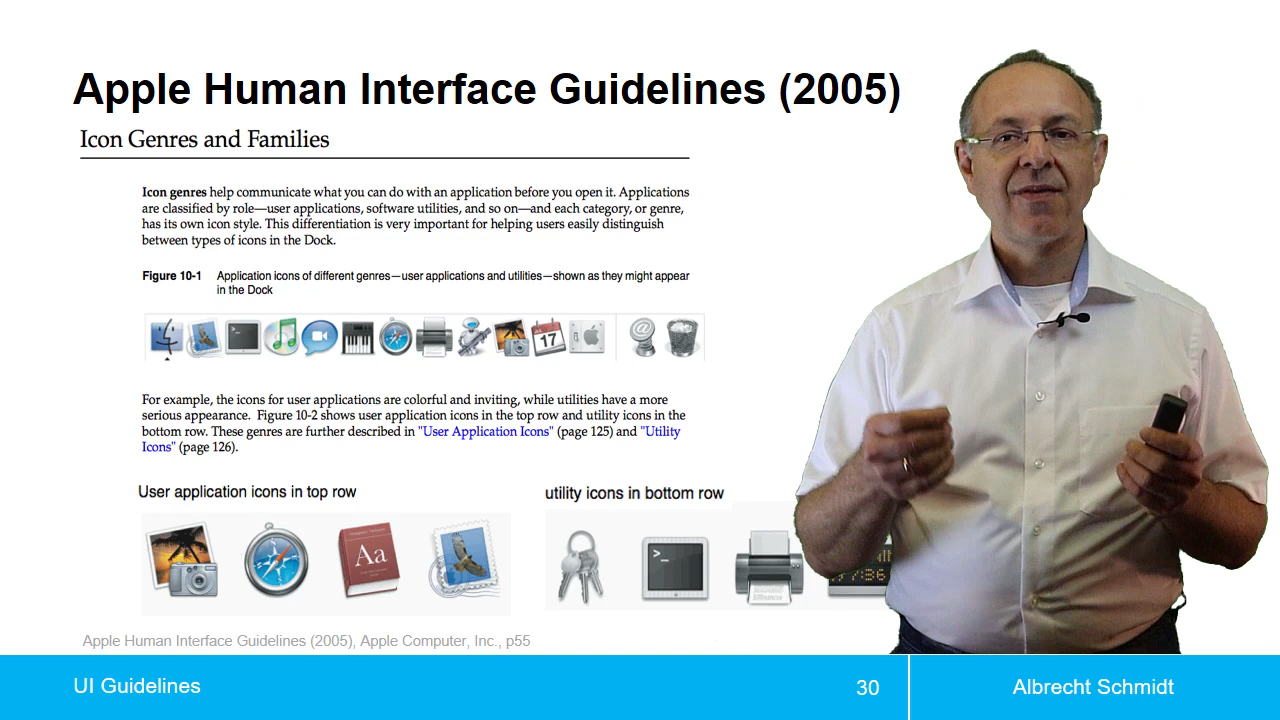 Apple Human Interface Guidelines (2005)
Icon Genres and Families
Icon genres help communicate what you can do with an application before you open it. Applications
are classified by role—user applications, software utilities, and so on—and each category, or genre,
has its own icon style. This differentiation is very important for helping users easily distinguish
between types of icons in the Dock.
Figure 10-1 Application icons of different genres—user applications and utilities—shown as they might appear
in the Dock
JUL
17
@
For example, the icons for user applications are colorful and inviting, while utilities have a more
serious appearance. Figure 10-2 shows user application icons in the top row and utility icons in the
bottom row. These genres are further described in "User Application Icons" (page 125) and "Utility
Icons" (page 126).
User application icons in top row
utility icons in bottom row
Aa
>_
7:36
Apple Human Interface Guidelines (2005), Apple Computer, Inc., p55
UI Guidelines
30
Albrecht Schmidt